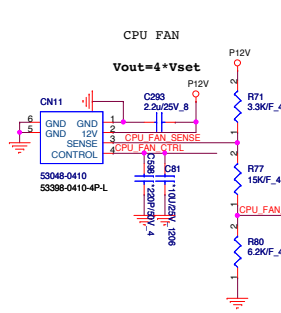 CPU FAN
P12V
Vout=4*Vset
P12V
C293
2.2u/25V_8
R71
3.3K/F_4
CN11
2
1
6 GND GND 1
5 GND 12V 2
SENSE 3 CPU_FAN_SENSE
CONTROL 4 CPU_FAN_CTRL
53048-0410
53398-0410-4P-L
C598
*220P/50V_4
C81
*10U/25V_1206
2
1
R77
15K/F_4
CPU_FAN
2
1
R80
6.2K/F_4